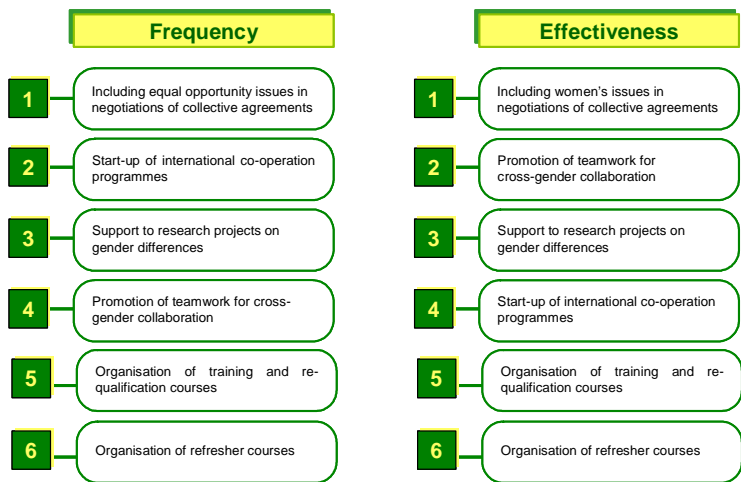 Frequency
1
Including equal opportunity issues in
negotiations of collective agreements
2
Start-up of international co-operation
programmes
3
Support to research projects on
gender differences
4
Promotion of teamwork for cross-
gender collaboration
5
Organisation of training and re-
qualification courses
6
Organisation of refresher courses
Effectiveness
1
Including women's issues in
negotiations of collective agreements
2
Promotion of teamwork for
cross-gender collaboration
3
Support to research projects on
gender differences
4
Start-up of international co-operation
programmes
5
Organisation of training and re-
qualification courses
6
Organisation of refresher courses